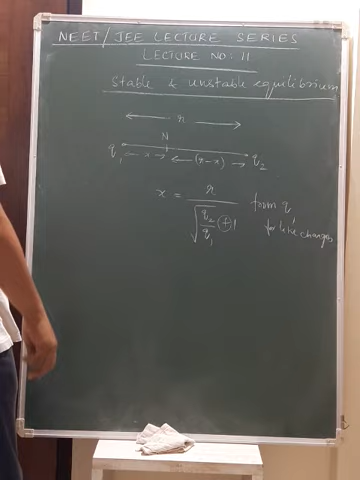 NEET/JEE LECTURE SERIES
LECTURE NO: 11
Stable & unstable equilibrium
r
N
q₁ x (r-x) q₂
x = r / √(q₂/q₁) (+) 1 from q₁
for like charges